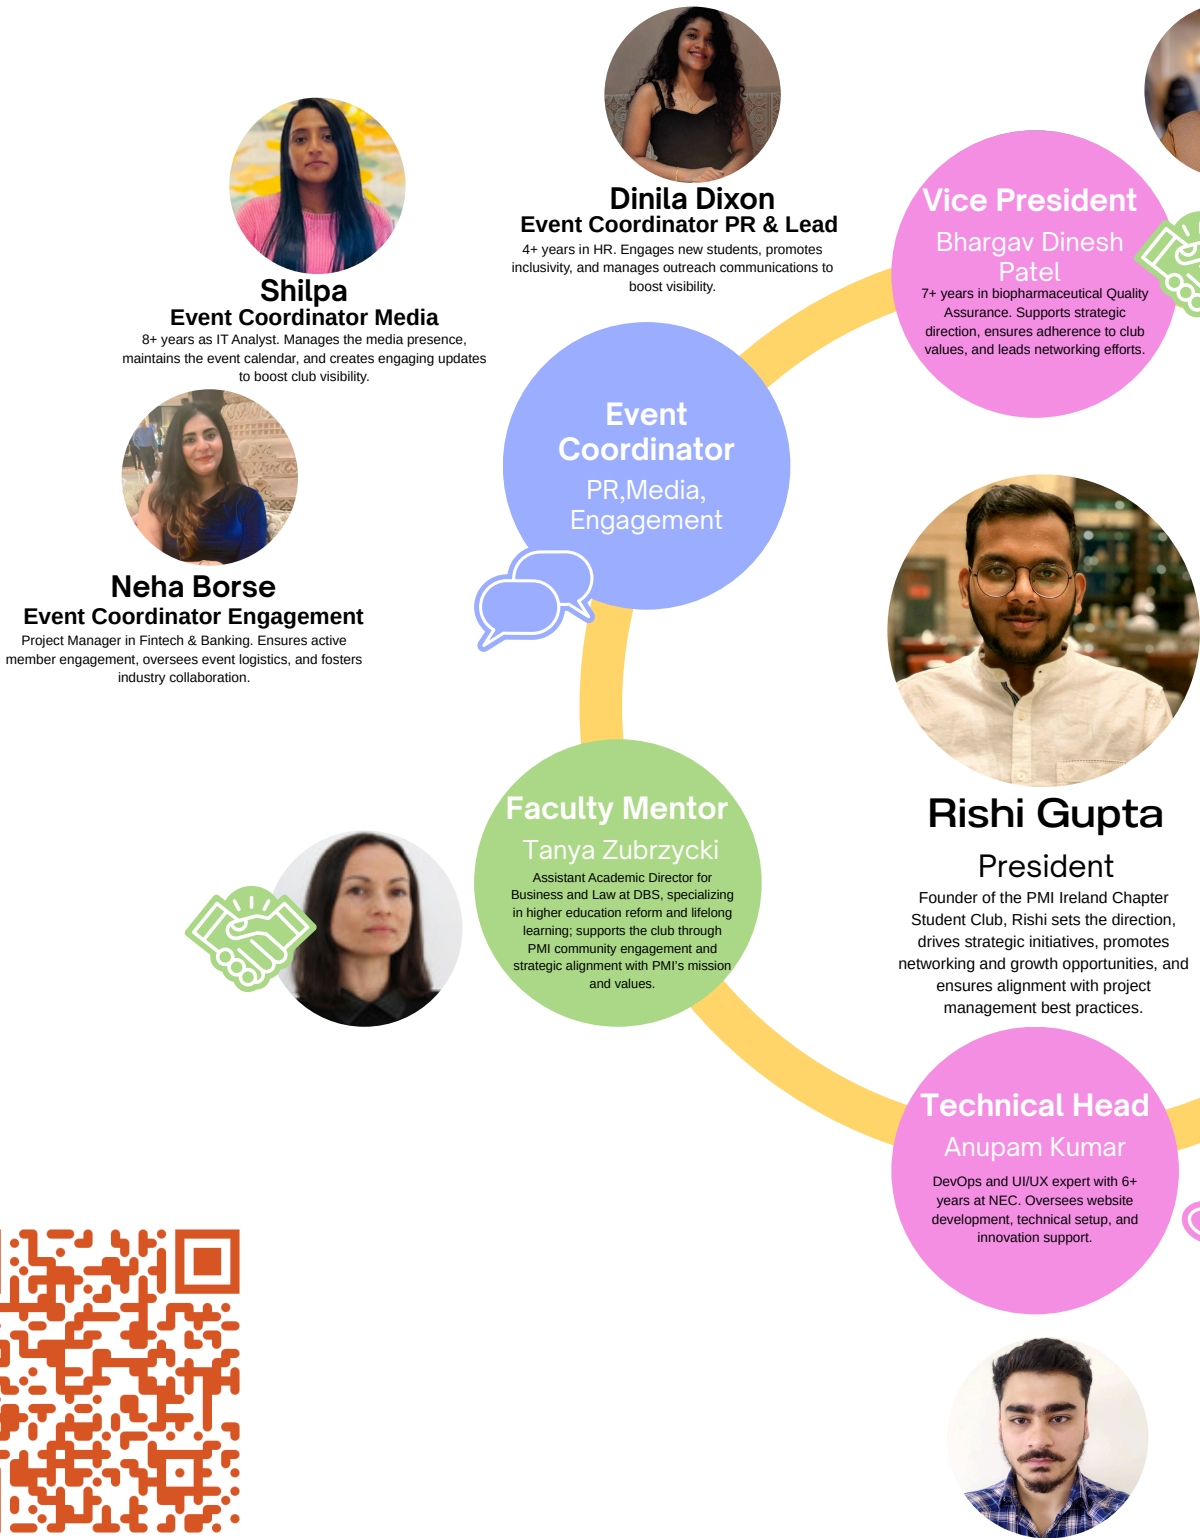 Dinila Dixon
Event Coordinator PR & Lead
4+ years in HR. Engages new students, promotes
inclusivity, and manages outreach communications to
boost visibility.
Shilpa
Event Coordinator Media
8+ years as IT Analyst. Manages the media presence,
maintains the event calendar, and creates engaging updates
to boost club visibility.
Neha Borse
Event Coordinator Engagement
Project Manager in Fintech & Banking. Ensures active
member engagement, oversees event logistics, and fosters
industry collaboration.
Event
Coordinator
PR,Media,
Engagement
Vice President
Bhargav Dinesh
Patel
7+ years in biopharmaceutical Quality
Assurance. Supports strategic
direction, ensures adherence to club
values, and leads networking efforts.
Rishi Gupta
President
Founder of the PMI Ireland Chapter
Student Club, Rishi sets the direction,
drives strategic initiatives, promotes
networking and growth opportunities, and
ensures alignment with project
management best practices.
Faculty Mentor
Tanya Zubrzycki
Assistant Academic Director for
Business and Law at DBS, specializing
in higher education reform and lifelong
learning; supports the club through
PMI community engagement and
strategic alignment with PMI's mission
and values.
Technical Head
Anupam Kumar
DevOps and UI/UX expert with 6+
years at NEC. Oversees website
development, technical setup, and
innovation support.